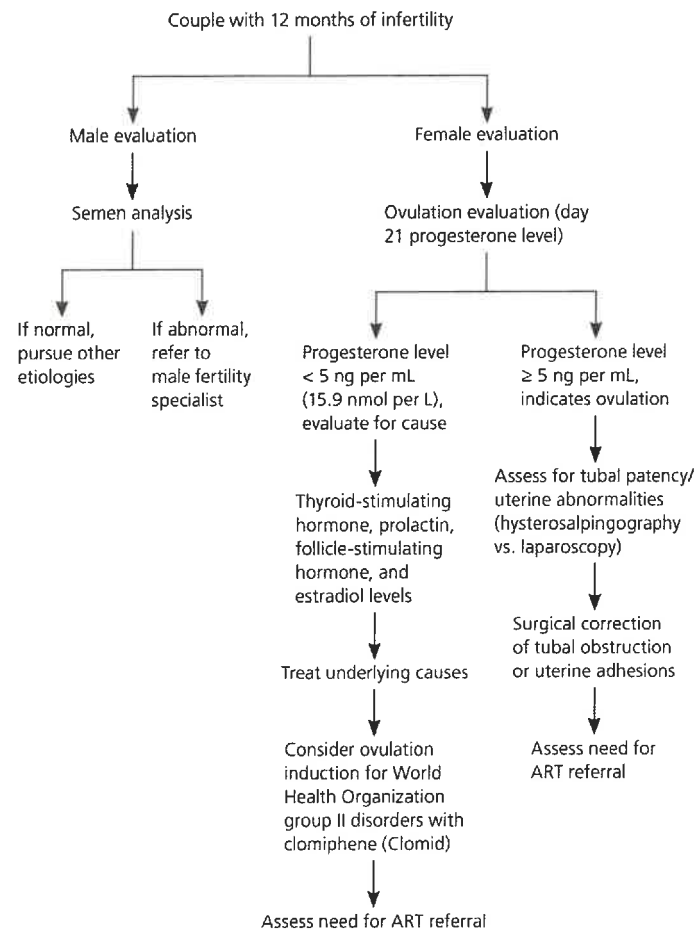 Couple with 12 months of infertility
Male evaluation
Female evaluation
Semen analysis
Ovulation evaluation (day
21 progesterone level)
If normal,
pursue other
etiologies
If abnormal,
refer to
male fertility
specialist
Progesterone level
< 5 ng per mL
(15.9 nmol per L),
evaluate for cause
Progesterone level
≥ 5 ng per mL,
indicates ovulation
Thyroid-stimulating
hormone, prolactin,
follicle-stimulating
hormone, and
estradiol levels
Assess for tubal patency/
uterine abnormalities
(hysterosalpingography
vs. laparoscopy)
Treat underlying causes
Surgical correction
of tubal obstruction
or uterine adhesions
Consider ovulation
induction for World
Health Organization
group II disorders with
clomiphene (Clomid)
Assess need for
ART referral
Assess need for ART referral